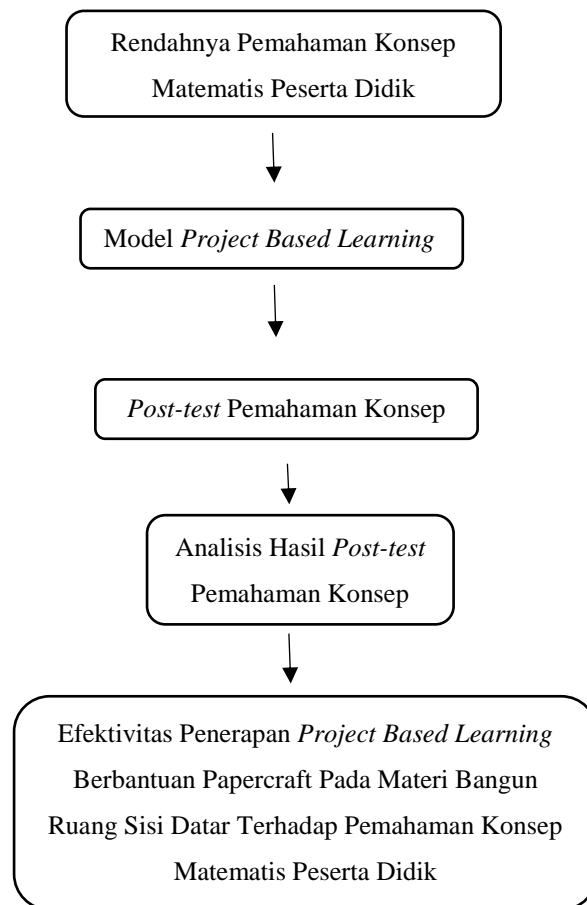 Rendahnya Pemahaman Konsep
Matematis Peserta Didik
Model Project Based Learning
Post-test Pemahaman Konsep
Analisis Hasil Post-test
Pemahaman Konsep
Efektivitas Penerapan Project Based Learning
Berbantuan Papercraft Pada Materi Bangun
Ruang Sisi Datar Terhadap Pemahaman Konsep
Matematis Peserta Didik